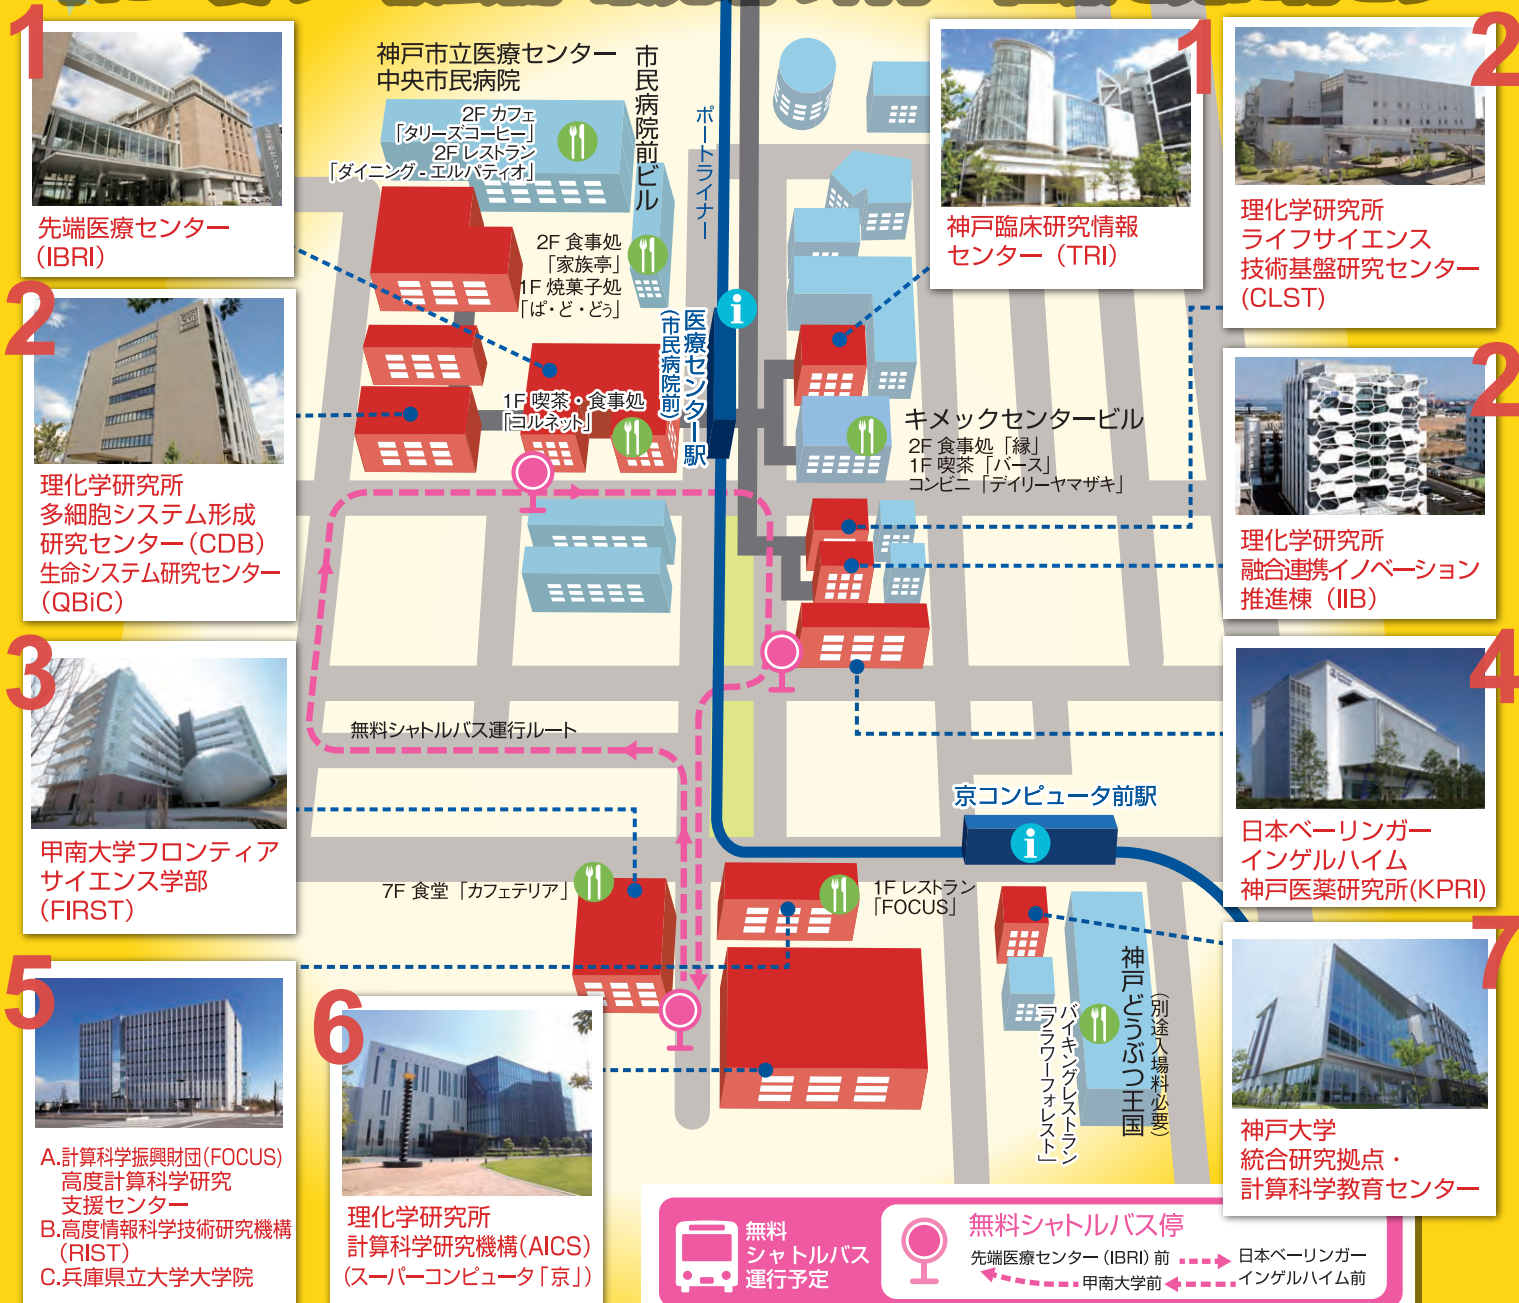 1
先端医療センター
(IBRI)
2
理化学研究所
多細胞システム形成
研究センター(CDB)
生命システム研究センター
(QBiC)
3
甲南大学フロンティア
サイエンス学部
(FIRST)
5
A.計算科学振興財団(FOCUS)
高度計算科学研究
支援センター
B.高度情報科学技術研究機構
(RIST)
C.兵庫県立大学大学院
6
理化学研究所
計算科学研究機構(AICS)
(スーパーコンピュータ「京」)
神戸市立医療センター
中央市民病院
2F カフェ
「タリーズコーヒー」
2F レストラン
「ダイニング-エルパティオ」
市民病院前ビル
2F 食事処
「家族亭」
1F 焼菓子処
「ぱ・ど・どぅ」
ポートライナー
医療センター駅
(市民病院前)
1F 喫茶・食事処
「コルネット」
キメックセンタービル
2F 食事処「縁」
1F 喫茶「バース」
コンビニ「デイリーヤマザキ」
無料シャトルバス運行ルート
京コンピュータ前駅
7F 食堂「カフェテリア」
1F レストラン
「FOCUS」
神戸どうぶつ王国
(別途入場料必要)
バイキングレストラン
「フラワーフォレスト」
1
神戸臨床研究情報
センター(TRI)
2
理化学研究所
ライフサイエンス
技術基盤研究センター
(CLST)
2
理化学研究所
融合連携イノベーション
推進棟(IIB)
4
日本ベーリンガー
インゲルハイム
神戸医薬研究所(KPRI)
7
神戸大学
統合研究拠点・
計算科学教育センター
無料
シャトルバス
運行予定
無料シャトルバス停
先端医療センター(IBRI)前
日本ベーリンガー
インゲルハイム前
甲南大学前